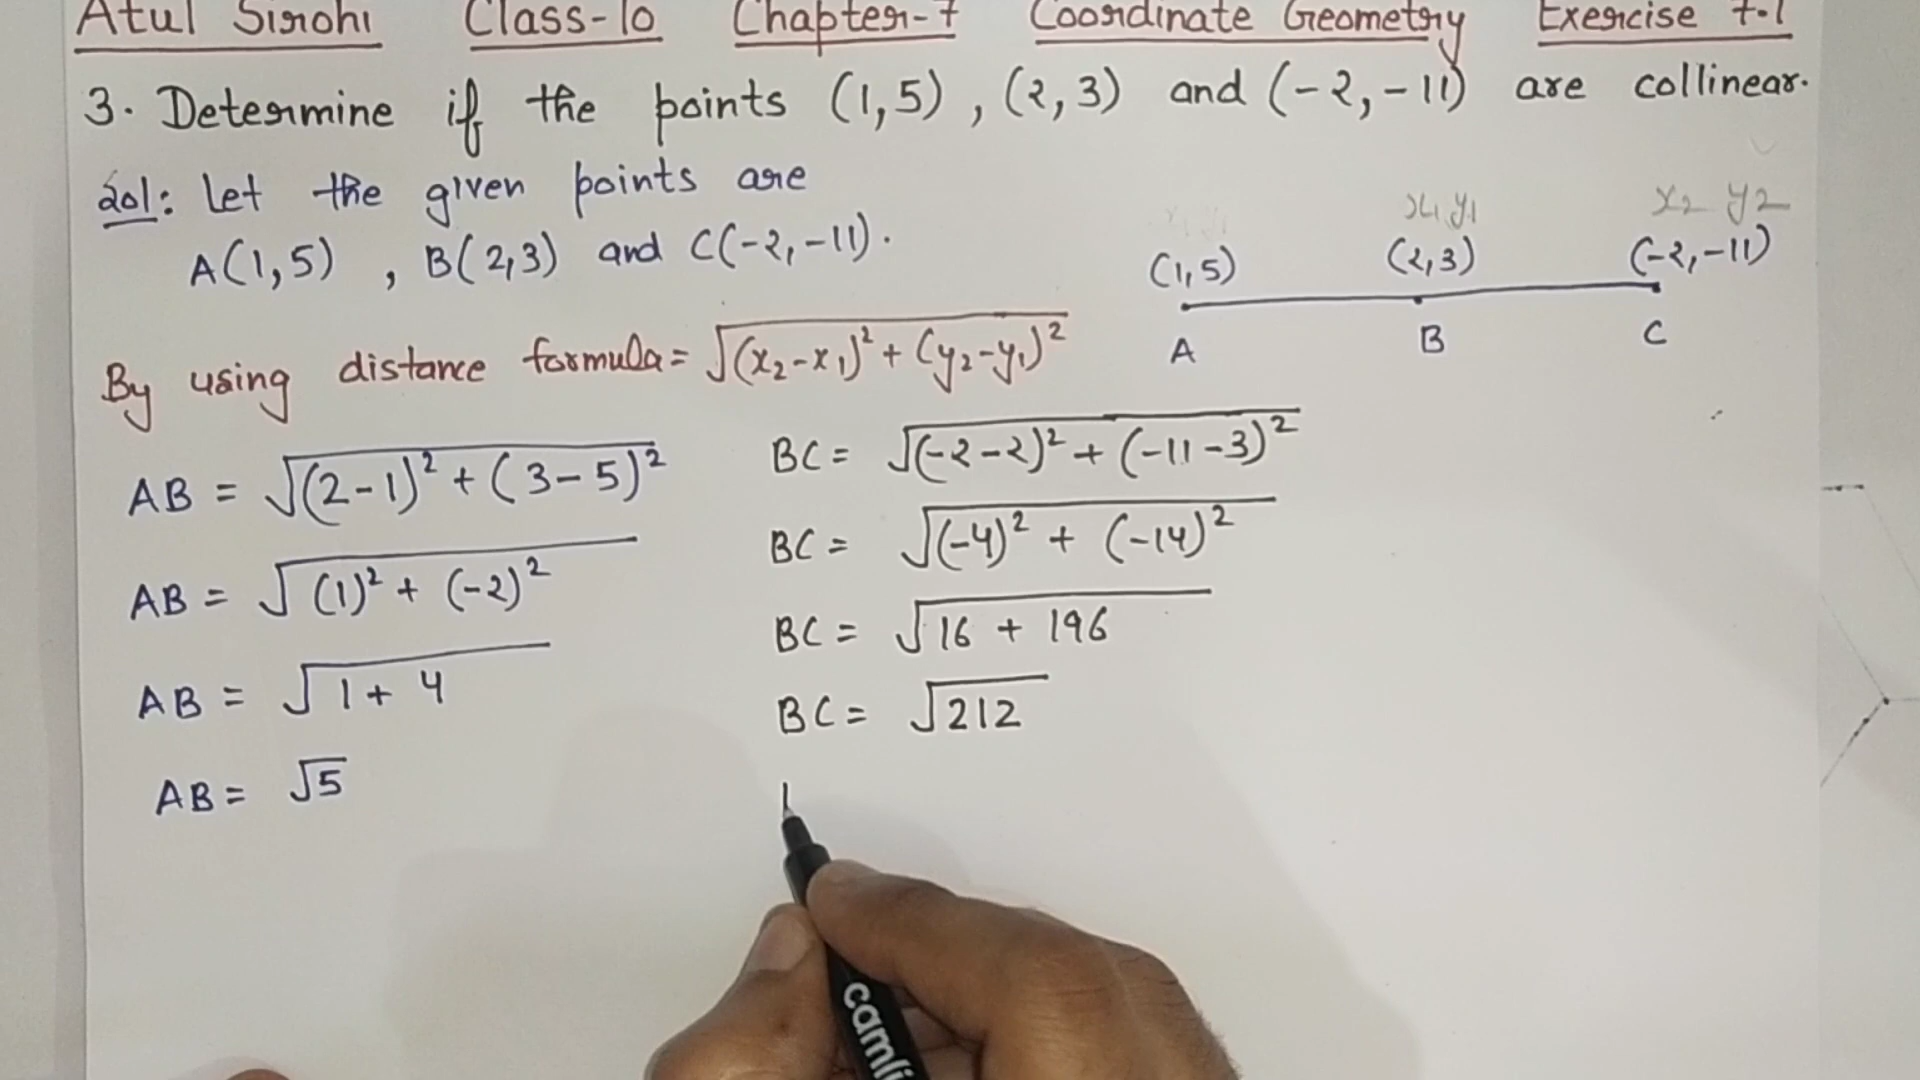 Atul Sirohi Class-10 Chapter-7 Coordinate Geometry Exercise 7.1
3. Determine if the points (1,5), (2,3) and (-2,-11) are collinear.
Sol: Let the given points are
A(1,5), B(2,3) and C(-2,-11).
x₁ y₁ x₂ y₂
(1,5) (2,3) (-2,-11)
A B C
By using distance formula = √(x₂-x₁)² + (y₂-y₁)²
AB = √(2-1)² + (3-5)²
AB = √(1)² + (-2)²
AB = √1 + 4
AB = √5
BC = √(-2-2)² + (-11-3)²
BC = √(-4)² + (-14)²
BC = √16 + 196
BC = √212
camli